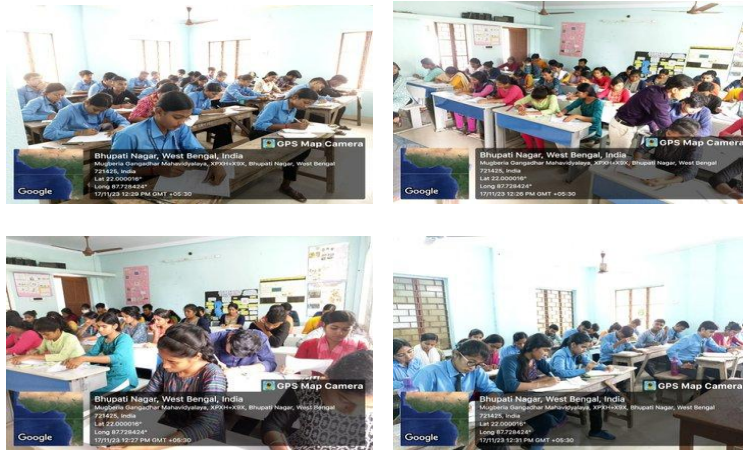 GPS Map Camera
Bhupati Nagar, West Bengal, India
Mugberia Gangadhar Mahavidyalaya, XPXH+X9X, Bhupati Nagar, West Bengal
721425, India
Lat 22.000016°
Long 87.728424°
17/11/23 12:29 PM GMT +05:30
Google
GPS Map Camera
Bhupati Nagar, West Bengal, India
Mugberia Gangadhar Mahavidyalaya, XPXH+X9X, Bhupati Nagar, West Bengal
721425, India
Lat 22.000016°
Long 87.728424°
17/11/23 12:26 PM GMT +05:30
Google
GPS Map Camera
Bhupati Nagar, West Bengal, India
Mugberia Gangadhar Mahavidyalaya, XPXH+X9X, Bhupati Nagar, West Bengal
721425, India
Lat 22.000016°
Long 87.728424°
17/11/23 12:27 PM GMT +05:30
Google
GPS Map Camera
Bhupati Nagar, West Bengal, India
Mugberia Gangadhar Mahavidyalaya, XPXH+X9X, Bhupati Nagar, West Bengal
721425, India
Lat 22.000016°
Long 87.728424°
17/11/23 12:31 PM GMT +05:30
Google